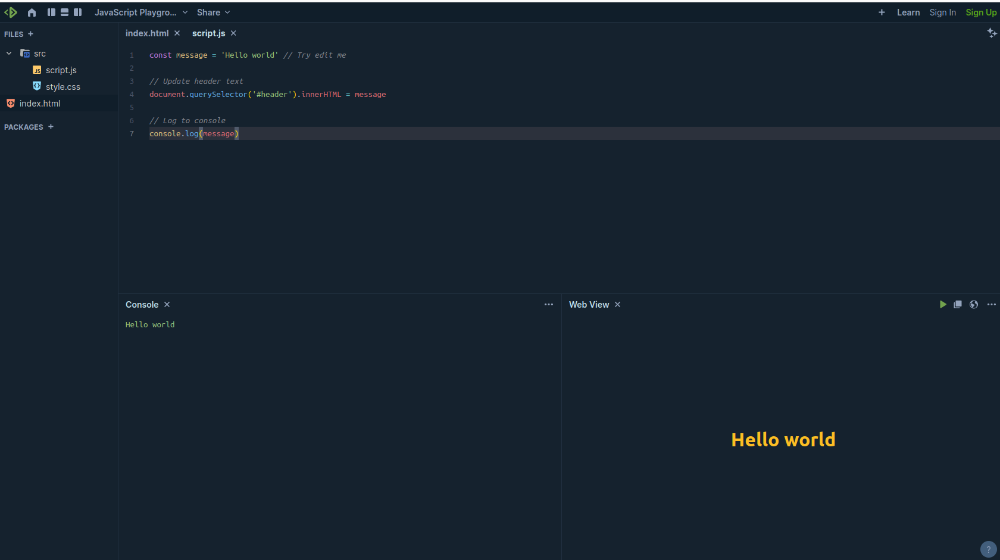 JavaScript Playgro... Share + Learn Sign In Sign Up
FILES +
src
script.js
style.css
index.html
PACKAGES +
index.html × script.js ×
1 const message = 'Hello world' // Try edit me
2
3 // Update header text
4 document.querySelector('#header').innerHTML = message
5
6 // Log to console
7 console.log(message)
Console ×
Hello world
Web View ×
Hello world
?